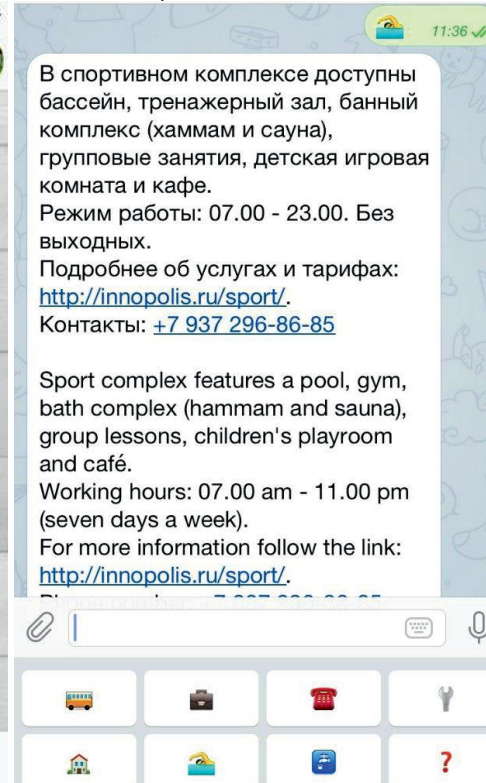 11:36
В спортивном комплексе доступны
бассейн, тренажерный зал, банный
комплекс (хаммам и сауна),
групповые занятия, детская игровая
комната и кафе.
Режим работы: 07.00 - 23.00. Без
выходных.
Подробнее об услугах и тарифах:
http://innopolis.ru/sport/.
Контакты: +7 937 296-86-85
Sport complex features a pool, gym,
bath complex (hammam and sauna),
group lessons, children's playroom
and café.
Working hours: 07.00 am - 11.00 pm
(seven days a week).
For more information follow the link:
http://innopolis.ru/sport/.